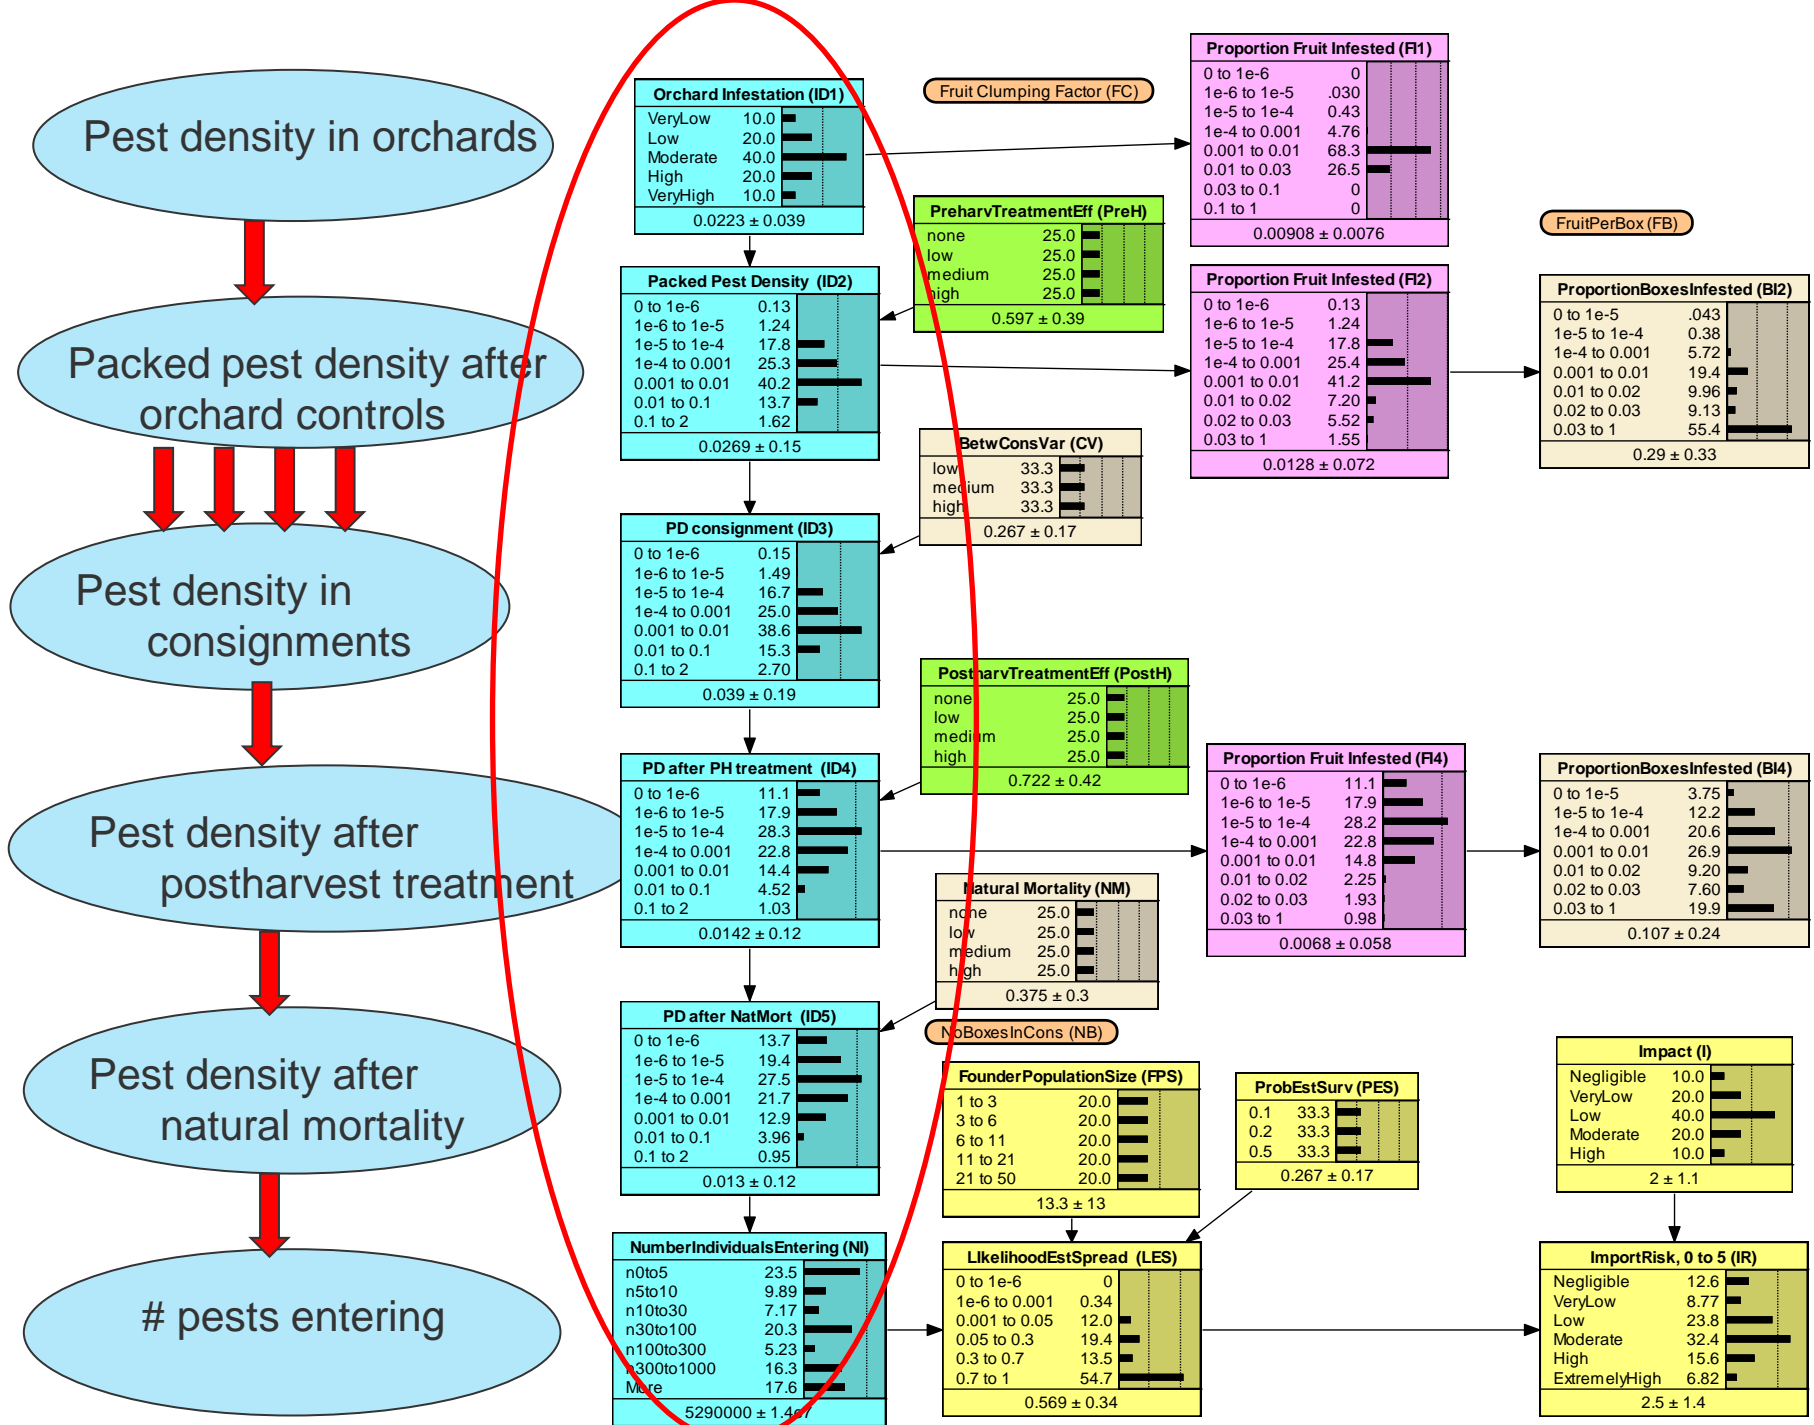 Pest density in orchards
Packed pest density after
orchard controls
Pest density in
consignments
Pest density after
postharvest treatment
Pest density after
natural mortality
# pests entering
Orchard Infestation (ID1)
VeryLow 10.0
Low 20.0
Moderate 40.0
High 20.0
VeryHigh 10.0
0.0223 ± 0.039
Packed Pest Density (ID2)
0 to 1e-6 0.13
1e-6 to 1e-5 1.24
1e-5 to 1e-4 17.8
1e-4 to 0.001 25.3
0.001 to 0.01 40.2
0.01 to 0.1 13.7
0.1 to 2 1.62
0.0269 ± 0.15
PD consignment (ID3)
0 to 1e-6 0.15
1e-6 to 1e-5 1.49
1e-5 to 1e-4 16.7
1e-4 to 0.001 25.0
0.001 to 0.01 38.6
0.01 to 0.1 15.3
0.1 to 2 2.70
0.039 ± 0.19
PD after PH treatment (ID4)
0 to 1e-6 11.1
1e-6 to 1e-5 17.9
1e-5 to 1e-4 28.3
1e-4 to 0.001 22.8
0.001 to 0.01 14.4
0.01 to 0.1 4.52
0.1 to 2 1.03
0.0142 ± 0.12
PD after NatMort (ID5)
0 to 1e-6 13.7
1e-6 to 1e-5 19.4
1e-5 to 1e-4 27.5
1e-4 to 0.001 21.7
0.001 to 0.01 12.9
0.01 to 0.1 3.96
0.1 to 2 0.95
0.013 ± 0.12
NumberIndividualsEntering (NI)
n0to5 23.5
n5to10 9.89
n10to30 7.17
n30to100 20.3
n100to300 5.23
n300to1000 16.3
More 17.6
5290000 ± 1.4e7
Fruit Clumping Factor (FC)
PreharvTreatmentEff (PreH)
none 25.0
low 25.0
medium 25.0
high 25.0
0.597 ± 0.39
BetwConsVar (CV)
low 33.3
medium 33.3
high 33.3
0.267 ± 0.17
PostharvTreatmentEff (PostH)
none 25.0
low 25.0
medium 25.0
high 25.0
0.722 ± 0.42
Natural Mortality (NM)
none 25.0
low 25.0
medium 25.0
high 25.0
0.375 ± 0.3
NoBoxesInCons (NB)
FounderPopulationSize (FPS)
1 to 3 20.0
3 to 6 20.0
6 to 11 20.0
11 to 21 20.0
21 to 50 20.0
13.3 ± 13
LIkelihoodEstSpread (LES)
0 to 1e-6 0
1e-6 to 0.001 0.34
0.001 to 0.05 12.0
0.05 to 0.3 19.4
0.3 to 0.7 13.5
0.7 to 1 54.7
0.569 ± 0.34
Proportion Fruit Infested (FI1)
0 to 1e-6 0
1e-6 to 1e-5 .030
1e-5 to 1e-4 0.43
1e-4 to 0.001 4.76
0.001 to 0.01 68.3
0.01 to 0.03 26.5
0.03 to 0.1 0
0.1 to 1 0
0.00908 ± 0.0076
Proportion Fruit Infested (FI2)
0 to 1e-6 0.13
1e-6 to 1e-5 1.24
1e-5 to 1e-4 17.8
1e-4 to 0.001 25.4
0.001 to 0.01 41.2
0.01 to 0.02 7.20
0.02 to 0.03 5.52
0.03 to 1 1.55
0.0128 ± 0.072
Proportion Fruit Infested (FI4)
0 to 1e-6 11.1
1e-6 to 1e-5 17.9
1e-5 to 1e-4 28.2
1e-4 to 0.001 22.8
0.001 to 0.01 14.8
0.01 to 0.02 2.25
0.02 to 0.03 1.93
0.03 to 1 0.98
0.0068 ± 0.058
ProbEstSurv (PES)
0.1 33.3
0.2 33.3
0.5 33.3
0.267 ± 0.17
FruitPerBox (FB)
ProportionBoxesInfested (BI2)
0 to 1e-5 .043
1e-5 to 1e-4 0.38
1e-4 to 0.001 5.72
0.001 to 0.01 19.4
0.01 to 0.02 9.96
0.02 to 0.03 9.13
0.03 to 1 55.4
0.29 ± 0.33
ProportionBoxesInfested (BI4)
0 to 1e-5 3.75
1e-5 to 1e-4 12.2
1e-4 to 0.001 20.6
0.001 to 0.01 26.9
0.01 to 0.02 9.20
0.02 to 0.03 7.60
0.03 to 1 19.9
0.107 ± 0.24
Impact (I)
Negligible 10.0
VeryLow 20.0
Low 40.0
Moderate 20.0
High 10.0
2 ± 1.1
ImportRisk, 0 to 5 (IR)
Negligible 12.6
VeryLow 8.77
Low 23.8
Moderate 32.4
High 15.6
ExtremelyHigh 6.82
2.5 ± 1.4